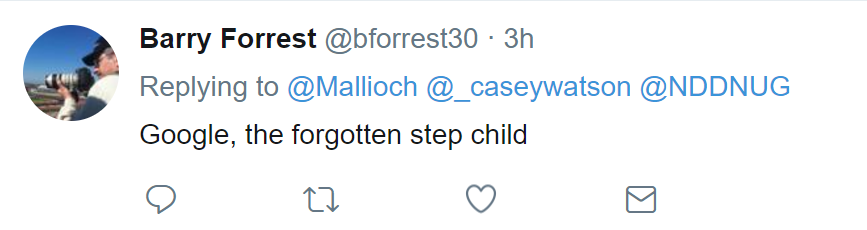 Barry Forrest @bforrest30 · 3h
Replying to @Mallioch @_caseywatson @NDDNUG
Google, the forgotten step child